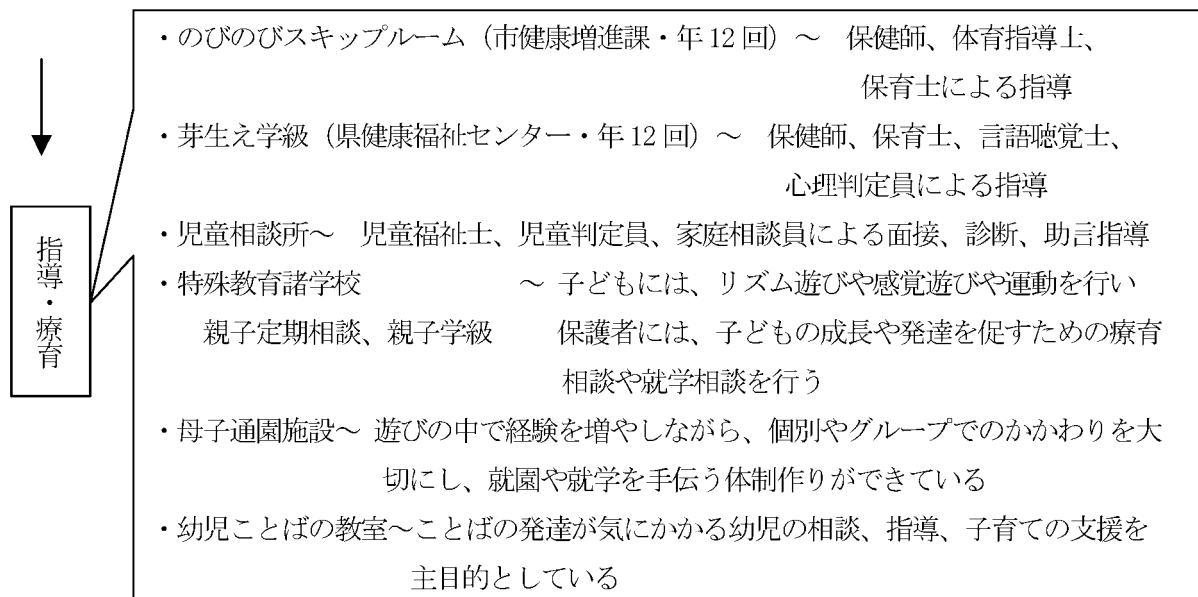 ・のびのびスキップルーム（市健康増進課・年12回）～　保健師、体育指導士、
保育士による指導
・芽生え学級（県健康福祉センター・年12回）～　保健師、保育士、言語聴覚士、
心理判定員による指導
・児童相談所～　児童福祉士、児童判定員、家庭相談員による面接、診断、助言指導
・特殊教育諸学校　～ 子どもには、リズム遊びや感覚遊びや運動を行い
親子定期相談、親子学級　保護者には、子どもの成長や発達を促すための療育
相談や就学相談を行う
・母子通園施設～ 遊びの中で経験を増やしながら、個別やグループでのかかわりを大
切にし、就園や就学を手伝う体制作りができている
・幼児ことばの教室～ことばの発達が気にかかる幼児の相談、指導、子育ての支援を
主目的としている
指導・療育